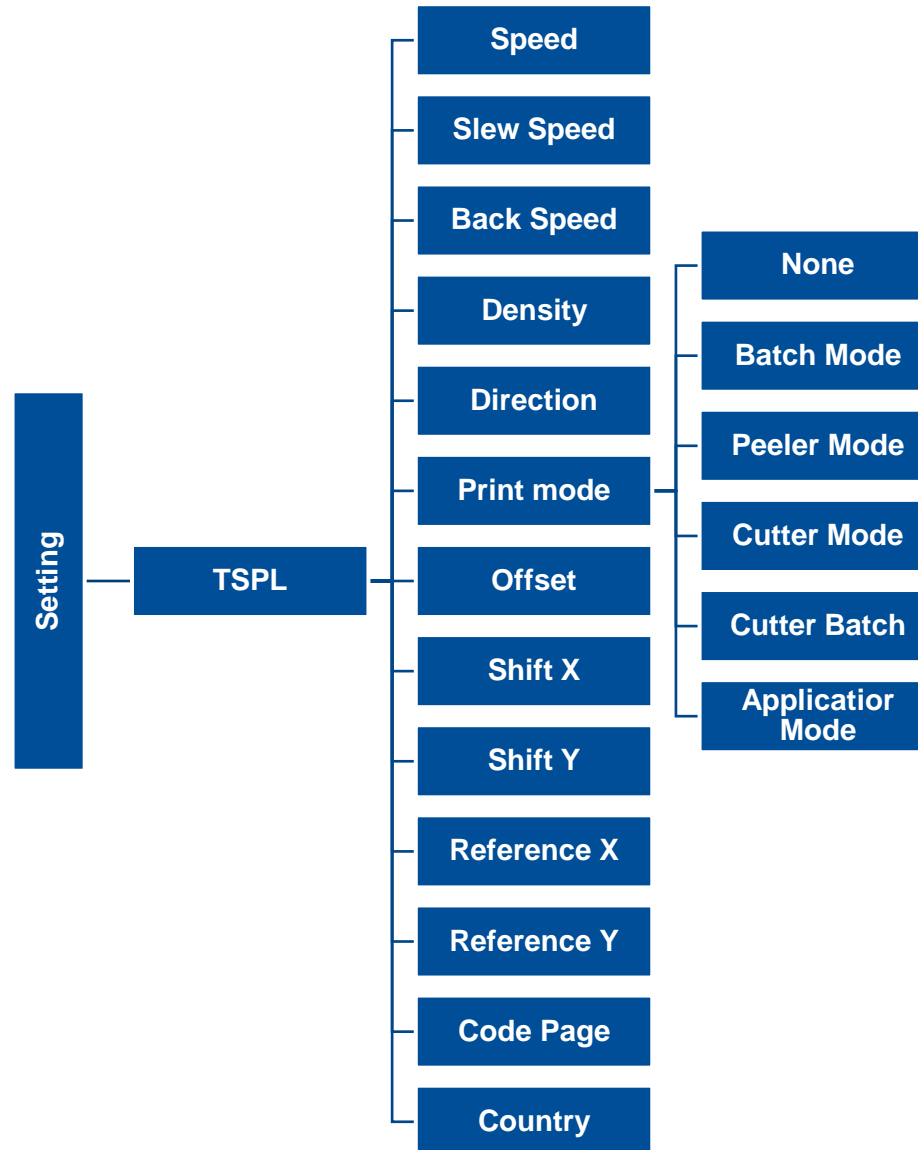 Setting
TSPL
Speed
Slew Speed
Back Speed
Density
Direction
Print mode
Offset
Shift X
Shift Y
Reference X
Reference Y
Code Page
Country
None
Batch Mode
Peeler Mode
Cutter Mode
Cutter Batch
Applicatior
Mode